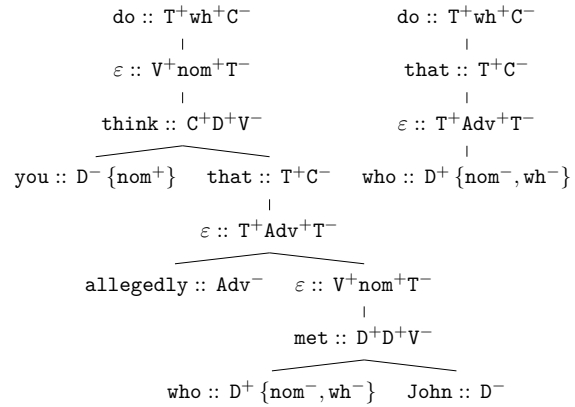 do :: T⁺wh⁺C⁻ do :: T⁺wh⁺C⁻
ε :: V⁺nom⁺T⁻ that :: T⁺C⁻
think :: C⁺D⁺V⁻ ε :: T⁺Adv⁺T⁻
you :: D⁻ {nom⁺} that :: T⁺C⁻ who :: D⁺ {nom⁻, wh⁻}
ε :: T⁺Adv⁺T⁻
allegedly :: Adv⁻ ε :: V⁺nom⁺T⁻
met :: D⁺D⁺V⁻
who :: D⁺ {nom⁻, wh⁻} John :: D⁻